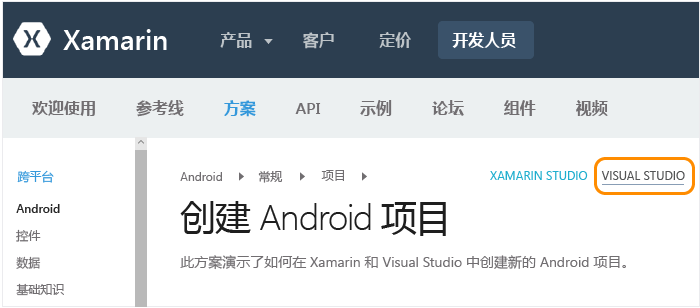 Xamarin 产品 客户 定价 开发人员
欢迎使用 参考线 方案 API 示例 论坛 组件 视频
跨平台
Android
控件
数据
基础知识
Android 常规 项目 XAMARIN STUDIO VISUAL STUDIO
创建 Android 项目
此方案演示了如何在 Xamarin 和 Visual Studio 中创建新的 Android 项目。